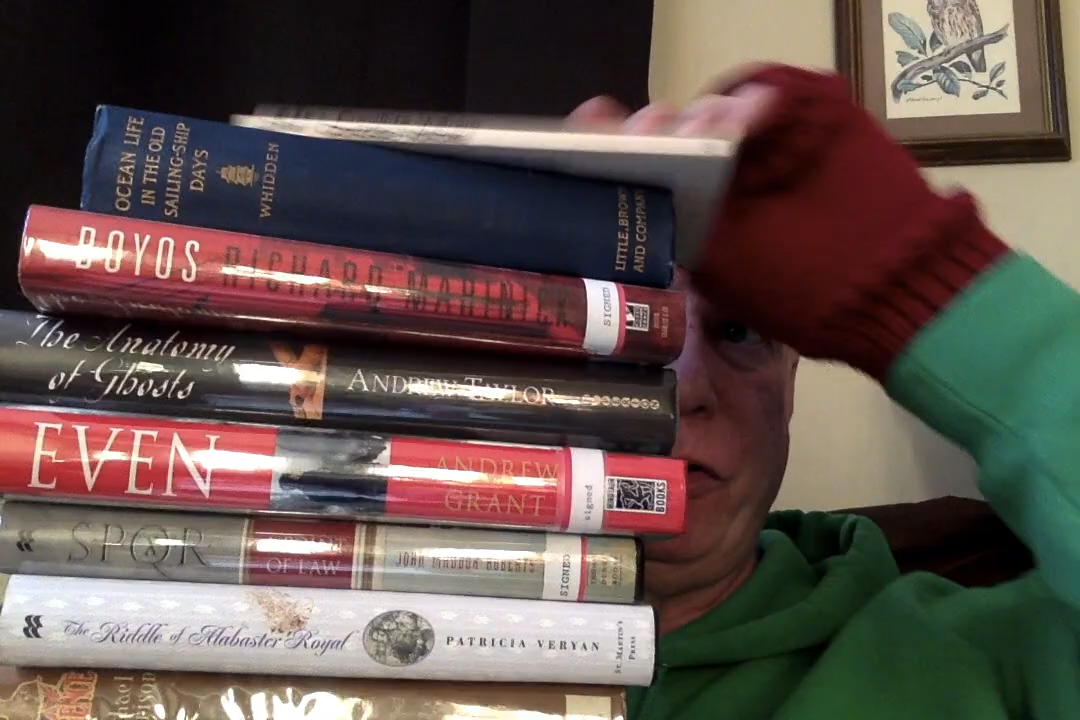 OCEAN LIFE
IN THE OLD
SAILING-SHIP
DAYS
WHIDDEN
LITTLE, BROWN
AND COMPANY
BOYOS
RICHARD MARINICK
SIGNED
The Anatomy
of Ghosts
ANDREW TAYLOR
EVEN
ANDREW
GRANT
signed
BOOKS
SPQR
OF LAW
JOHN MADDOX ROBERTS
SIGNED
The Riddle of Alabaster Royal
PATRICIA VERYAN
ST. MARTIN'S
PRESS